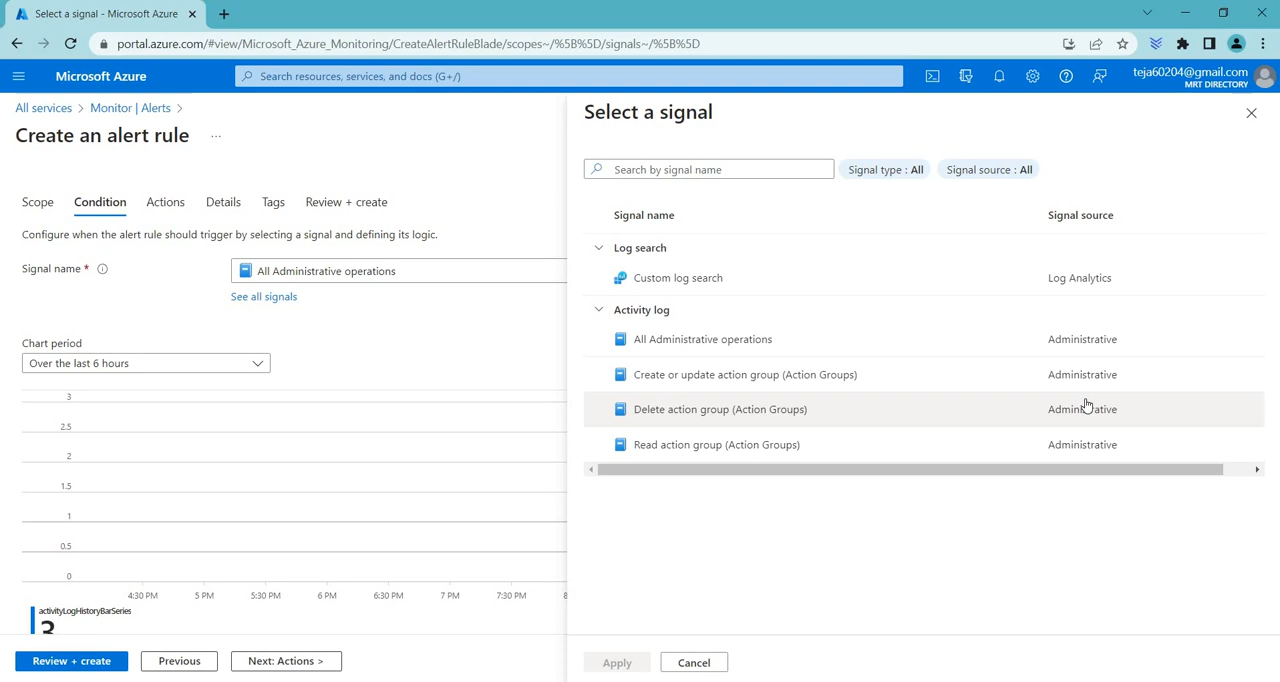 Select a signal - Microsoft Azure
portal.azure.com/#view/Microsoft_Azure_Monitoring/CreateAlertRuleBlade/scopes~/%5B%5D/signals~/%5B%5D
Microsoft Azure
Search resources, services, and docs (G+/)
teja60204@gmail.com
MRT DIRECTORY
All services > Monitor | Alerts >
Create an alert rule ...
Scope Condition Actions Details Tags Review + create
Configure when the alert rule should trigger by selecting a signal and defining its logic.
Signal name * All Administrative operations
See all signals
Chart period
Over the last 6 hours
3
2.5
2
1.5
1
0.5
0
4:30 PM 5 PM 5:30 PM 6 PM 6:30 PM 7 PM 7:30 PM 8
activityLogHistoryBarSeries
3
Review + create Previous Next: Actions >
Select a signal
Search by signal name Signal type : All Signal source : All
Signal name Signal source
Log search
Custom log search Log Analytics
Activity log
All Administrative operations Administrative
Create or update action group (Action Groups) Administrative
Delete action group (Action Groups) Administrative
Read action group (Action Groups) Administrative
Apply Cancel